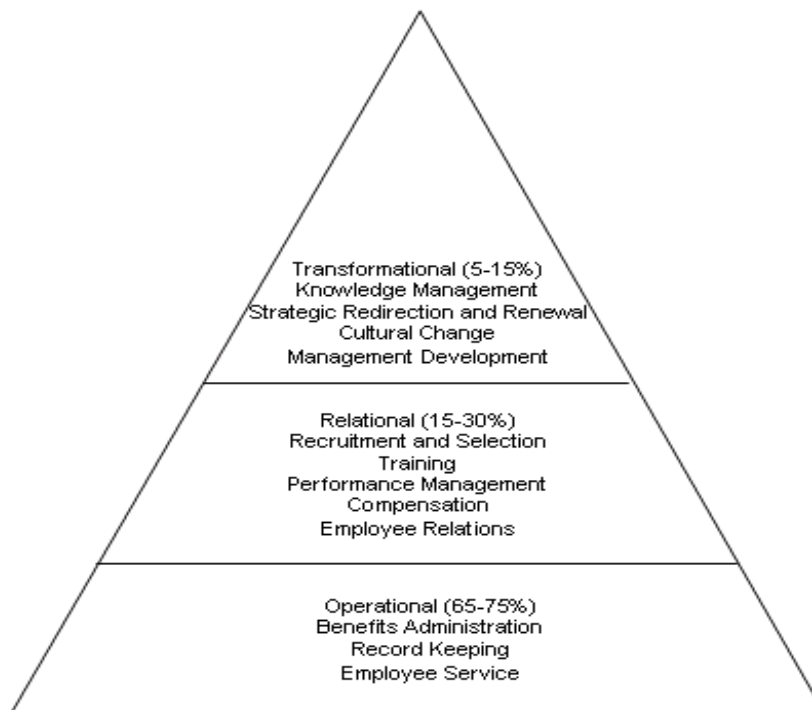 Transformational (5-15%)
Knowledge Management
Strategic Redirection and Renewal
Cultural Change
Management Development
Relational (15-30%)
Recruitment and Selection
Training
Performance Management
Compensation
Employee Relations
Operational (65-75%)
Benefits Administration
Record Keeping
Employee Service